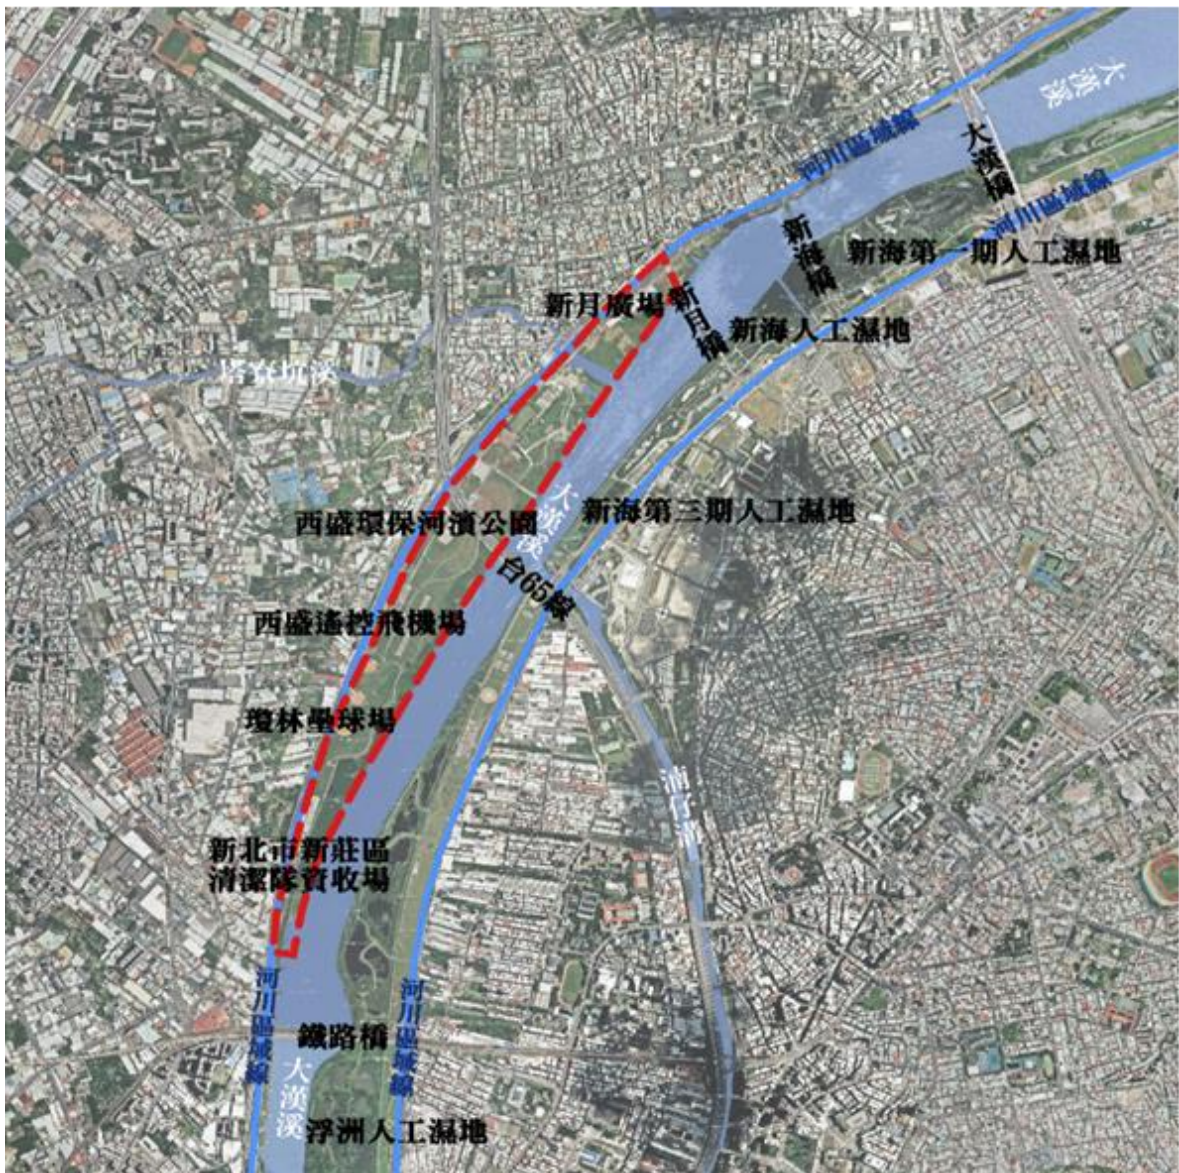 大漢溪
河川區域線
大漢橋
河川區域線
新海橋
新海第一期人工濕地
新月廣場
新月橋
新海人工濕地
塔寮坑溪
大漢溪
西盛環保河濱公園
新海第三期人工濕地
台65線
西盛遙控飛機場
瓊林壘球場
新北市新莊區
清潔隊資收場
河川區域線
河川區域線
鐵路橋
大漢溪
浮洲人工濕地